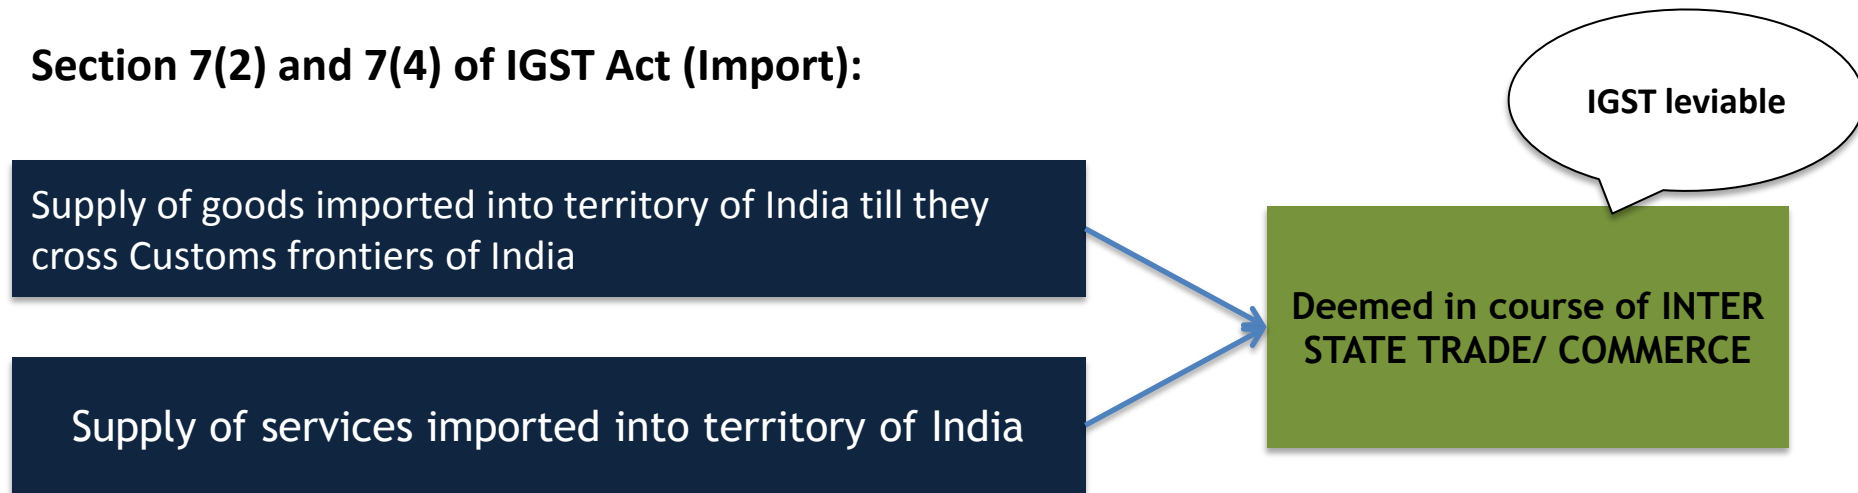 Section 7(2) and 7(4) of IGST Act (Import):
IGST leviable
Supply of goods imported into territory of India till they
cross Customs frontiers of India
Deemed in course of INTER
STATE TRADE/ COMMERCE
Supply of services imported into territory of India